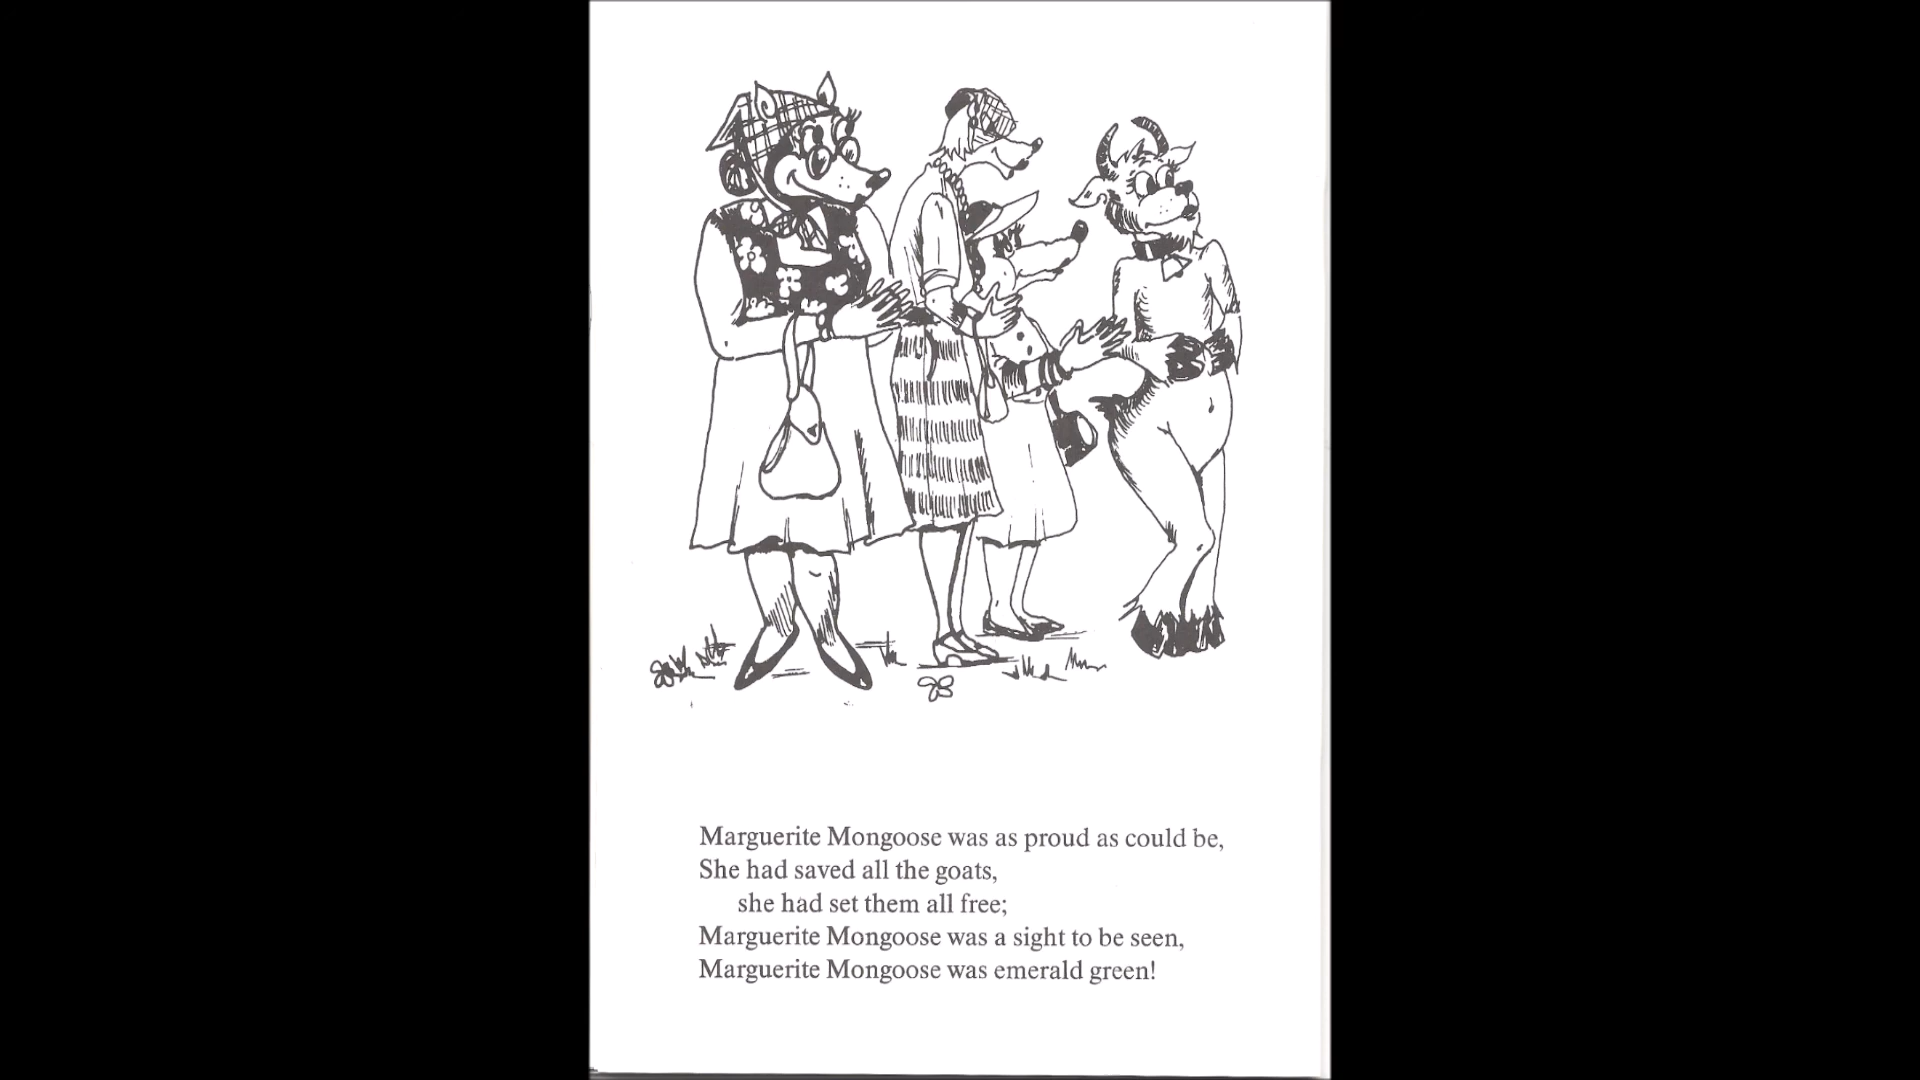 Marguerite Mongoose was as proud as could be,
She had saved all the goats,
she had set them all free;
Marguerite Mongoose was a sight to be seen,
Marguerite Mongoose was emerald green!